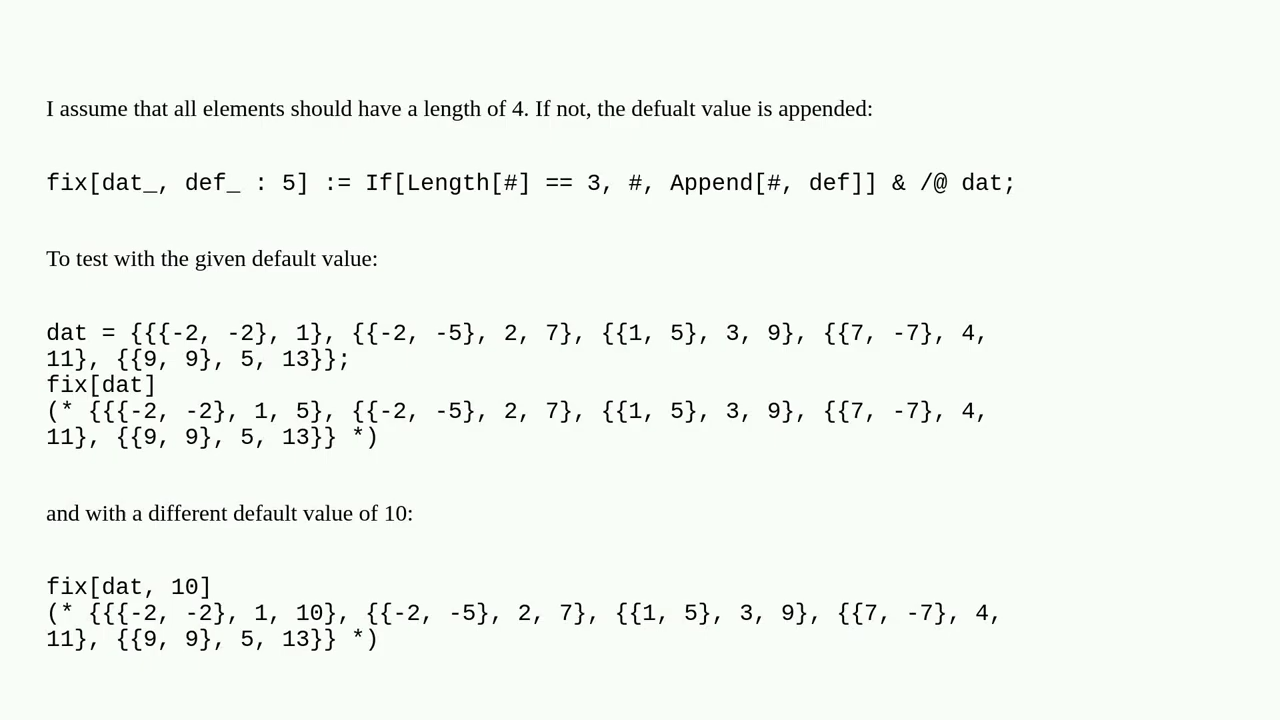 I assume that all elements should have a length of 4. If not, the defualt value is appended:
fix[dat_, def_ : 5] := If[Length[#] == 3, #, Append[#, def]] & /@ dat;
To test with the given default value:
dat = {{{-2, -2}, 1}, {{-2, -5}, 2, 7}, {{1, 5}, 3, 9}, {{7, -7}, 4,
11}, {{9, 9}, 5, 13}};
fix[dat]
(* {{{-2, -2}, 1, 5}, {{-2, -5}, 2, 7}, {{1, 5}, 3, 9}, {{7, -7}, 4,
11}, {{9, 9}, 5, 13}} *)
and with a different default value of 10:
fix[dat, 10]
(* {{{-2, -2}, 1, 10}, {{-2, -5}, 2, 7}, {{1, 5}, 3, 9}, {{7, -7}, 4,
11}, {{9, 9}, 5, 13}} *)